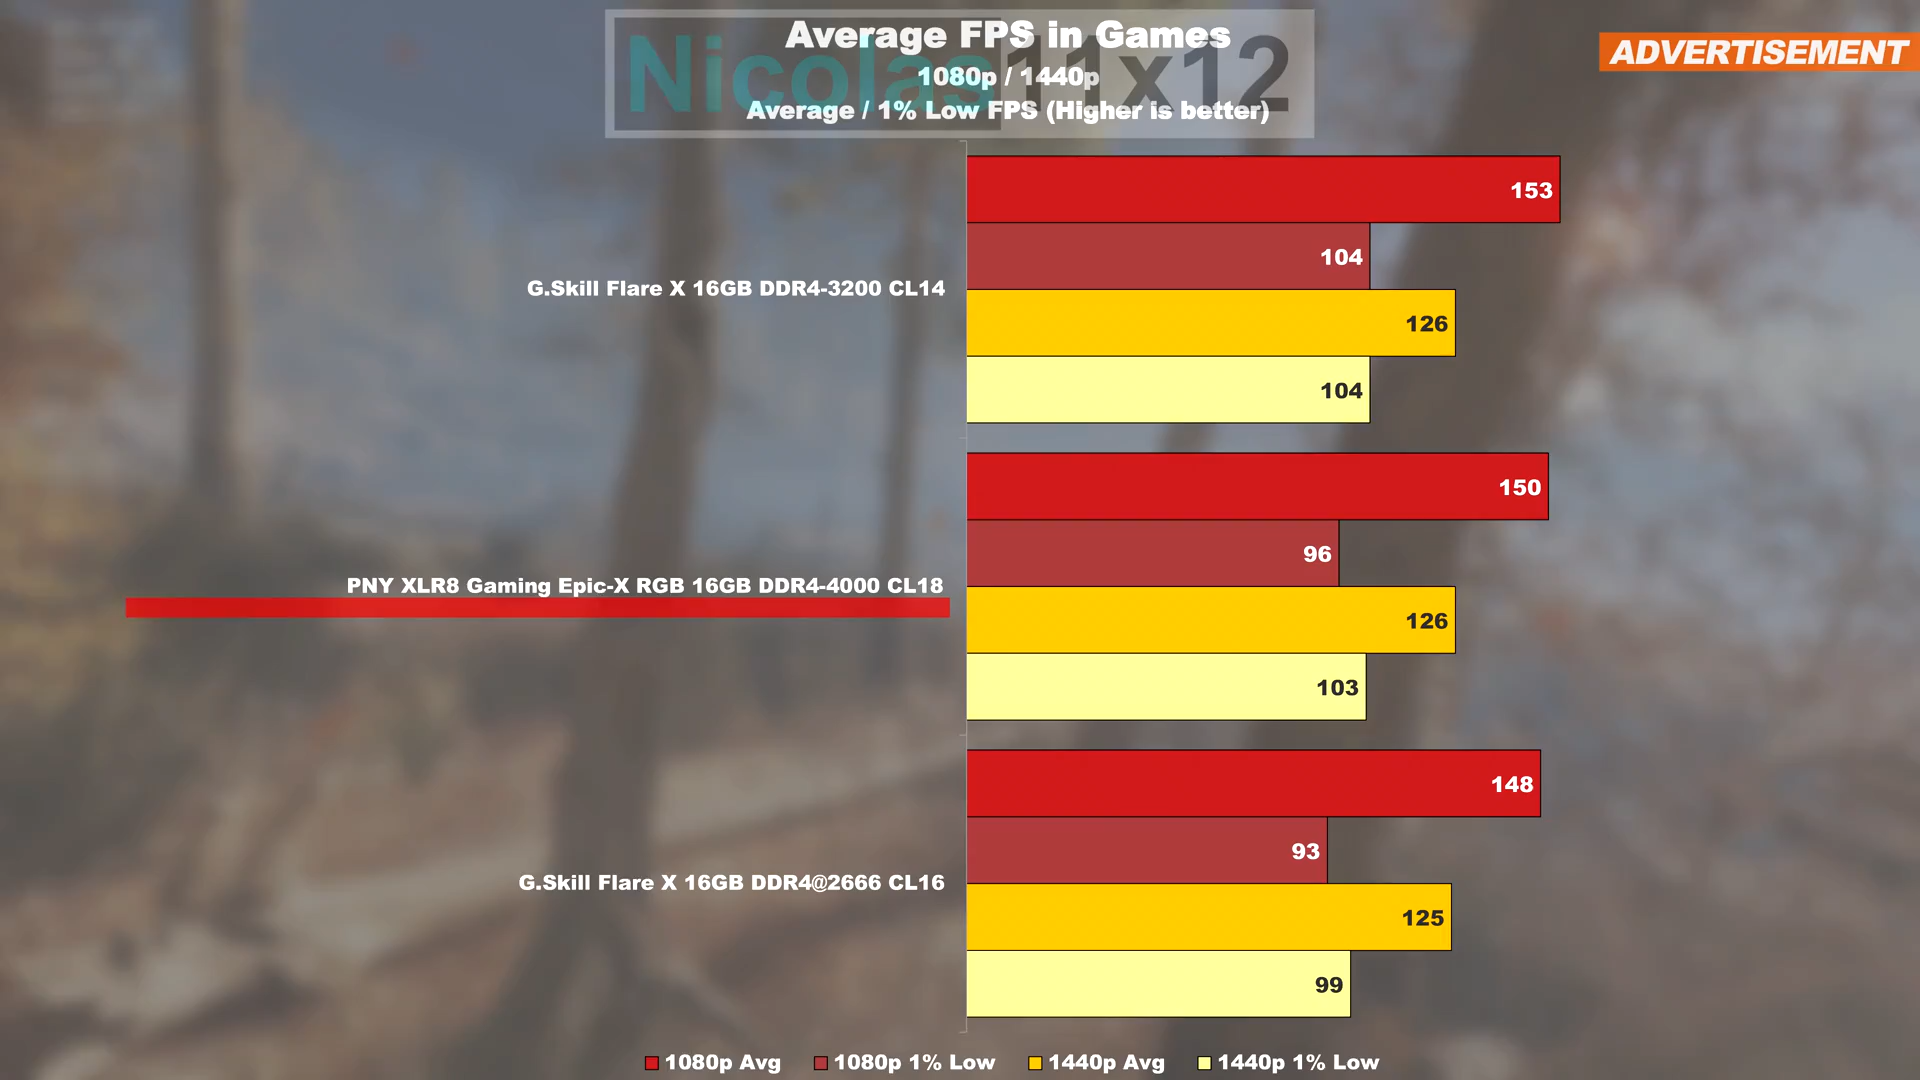 Average FPS in Games
Nicolas11x12
1080p / 1440p
Average / 1% Low FPS (Higher is better)
ADVERTISEMENT
153
104
G.Skill Flare X 16GB DDR4-3200 CL14
126
104
150
96
PNY XLR8 Gaming Epic-X RGB 16GB DDR4-4000 CL18
126
103
148
93
G.Skill Flare X 16GB DDR4@2666 CL16
125
99
1080p Avg 1080p 1% Low 1440p Avg 1440p 1% Low